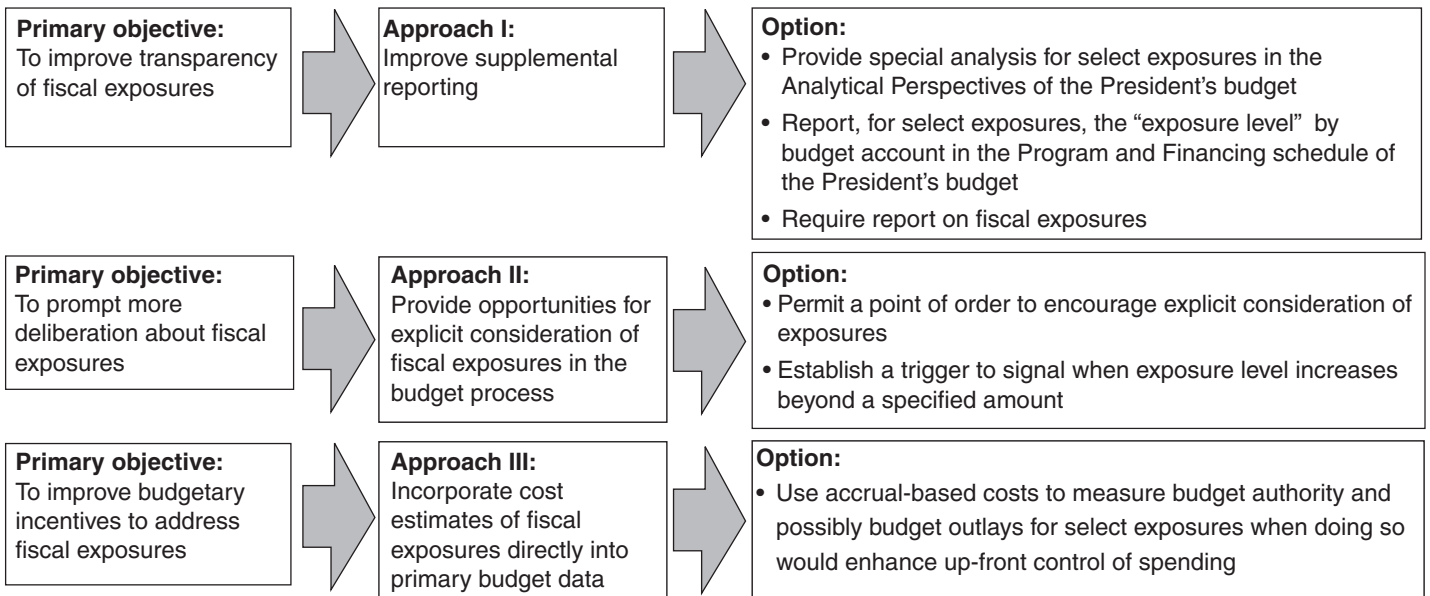 Primary objective:
To improve transparency
of fiscal exposures
Approach I:
Improve supplemental
reporting
Option:
• Provide special analysis for select exposures in the
Analytical Perspectives of the President’s budget
• Report, for select exposures, the “exposure level” by
budget account in the Program and Financing schedule of
the President’s budget
• Require report on fiscal exposures
Primary objective:
To prompt more
deliberation about fiscal
exposures
Approach II:
Provide opportunities for
explicit consideration of
fiscal exposures in the
budget process
Option:
• Permit a point of order to encourage explicit consideration of
exposures
• Establish a trigger to signal when exposure level increases
beyond a specified amount
Primary objective:
To improve budgetary
incentives to address
fiscal exposures
Approach III:
Incorporate cost
estimates of fiscal
exposures directly into
primary budget data
Option:
• Use accrual-based costs to measure budget authority and
possibly budget outlays for select exposures when doing so
would enhance up-front control of spending